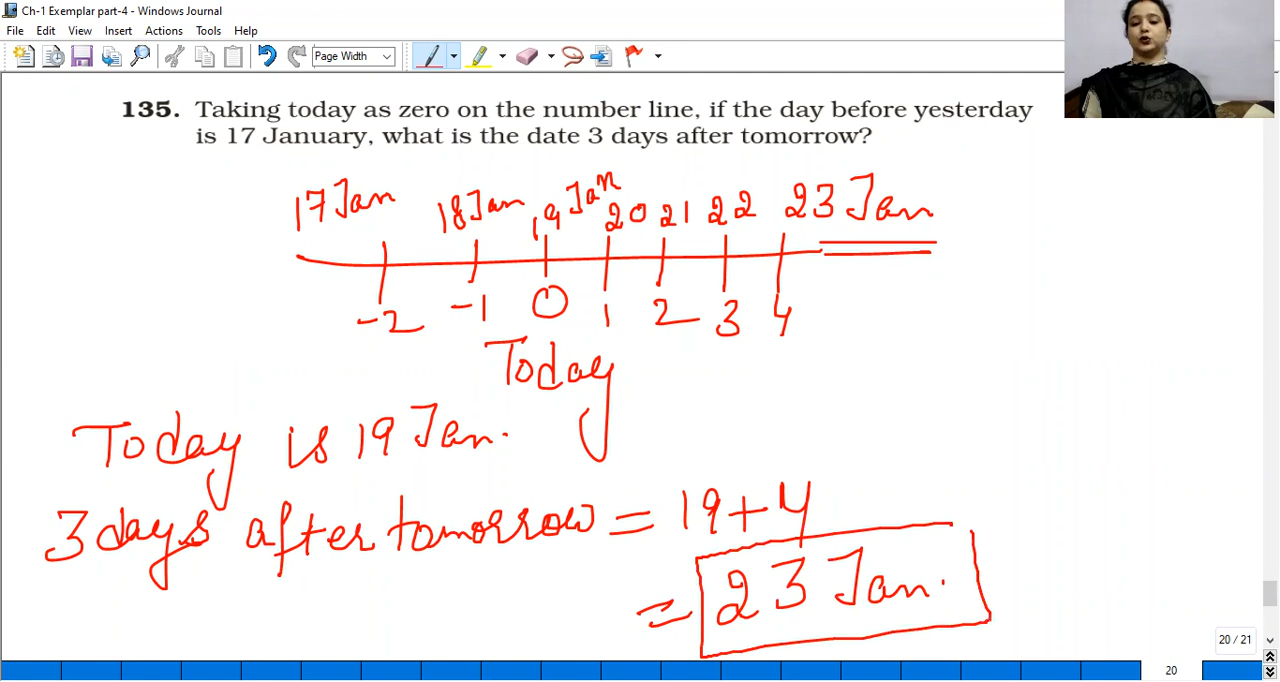 Ch-1 Exemplar part-4 - Windows Journal
File Edit View Insert Actions Tools Help
Page Width
135. Taking today as zero on the number line, if the day before yesterday
is 17 January, what is the date 3 days after tomorrow?
17 Jan 18 Jan 19 Jan 20 21 22 23 Jan
-2 -1 0 1 2 3 4
Today
Today is 19 Jan.
3 days after tomorrow = 19+4
= 23 Jan.
20 / 21
20